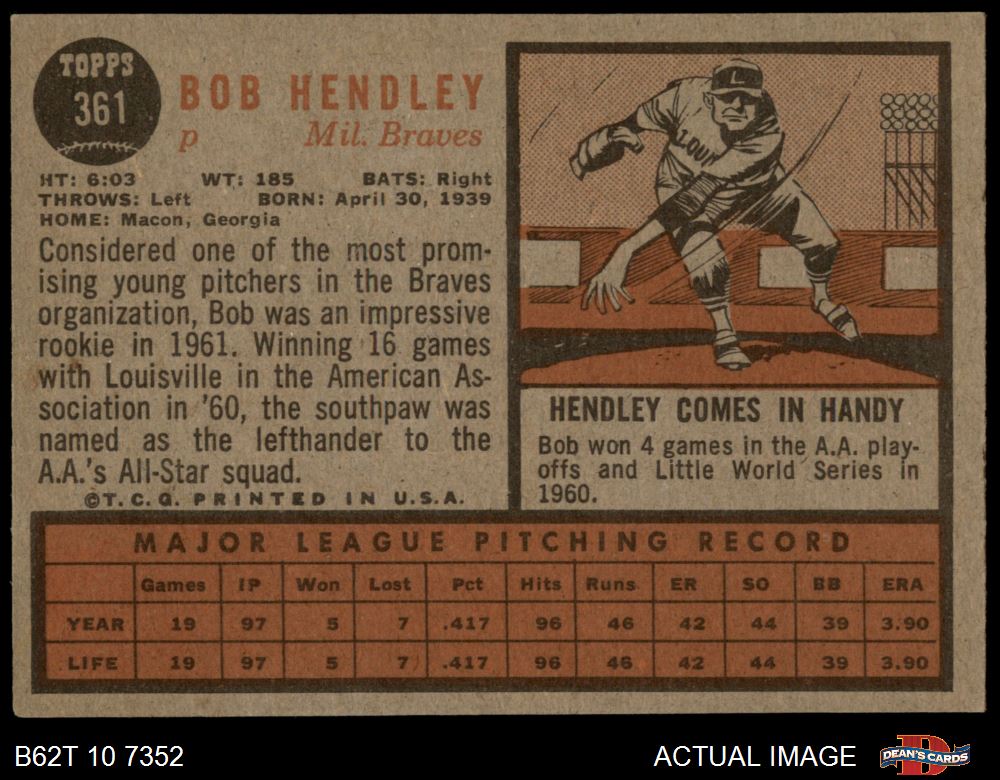 TOPPS
361
BOB HENDLEY
p Mil. Braves
HT: 6:03 WT: 185 BATS: Right
THROWS: Left BORN: April 30, 1939
HOME: Macon, Georgia
Considered one of the most prom-
ising young pitchers in the Braves
organization, Bob was an impressive
rookie in 1961. Winning 16 games
with Louisville in the American As-
sociation in '60, the southpaw was
named as the lefthander to the
A.A.'s All-Star squad.
©T.C.G. PRINTED IN U.S.A.
L
LOUI
HENDLEY COMES IN HANDY
Bob won 4 games in the A.A. play-
offs and Little World Series in
1960.
MAJOR LEAGUE PITCHING RECORD
Games IP Won Lost Pct Hits Runs ER SO BB ERA
YEAR 19 97 5 7 .417 96 46 42 44 39 3.90
LIFE 19 97 5 7 .417 96 46 42 44 39 3.90
B62T 10 7352 ACTUAL IMAGE DEAN'S CARDS